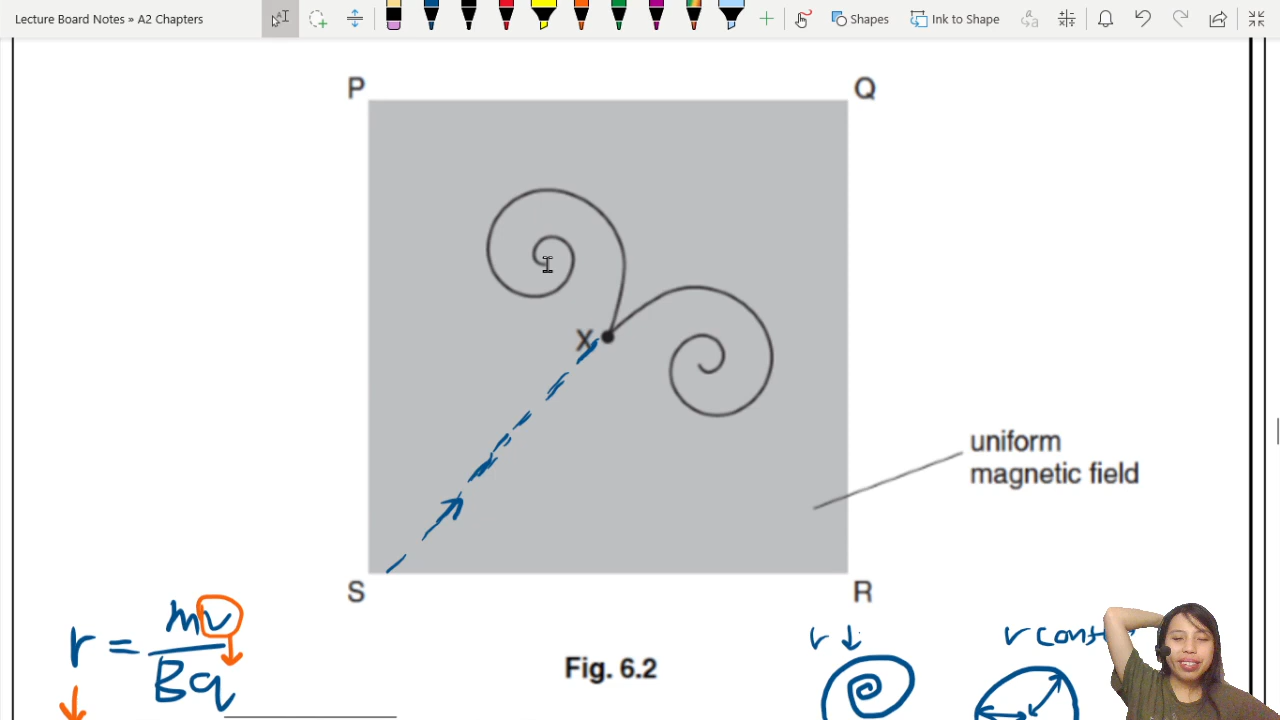 Lecture Board Notes » A2 Chapters
Shapes
Ink to Shape
P
Q
X
uniform
magnetic field
S
R
r = mv / Bq
Fig. 6.2
r ↓
r const